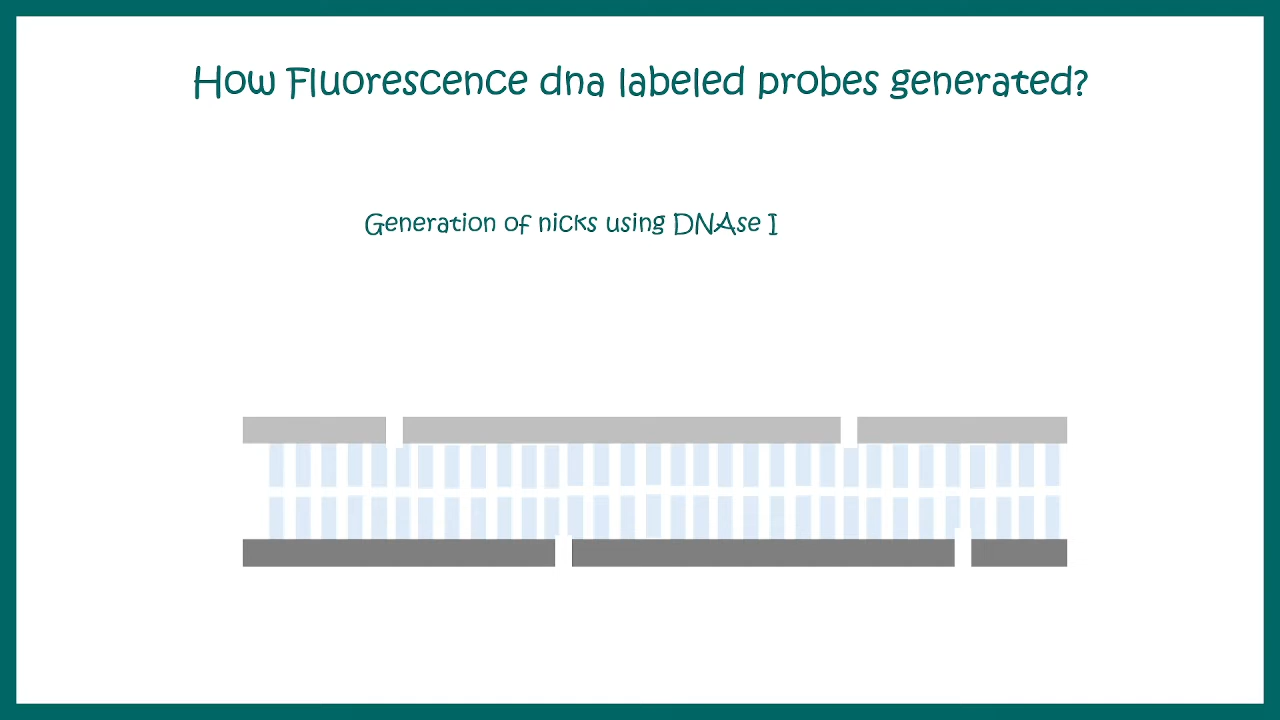 How Fluorescence dna labeled probes generated?
Generation of nicks using DNAse I